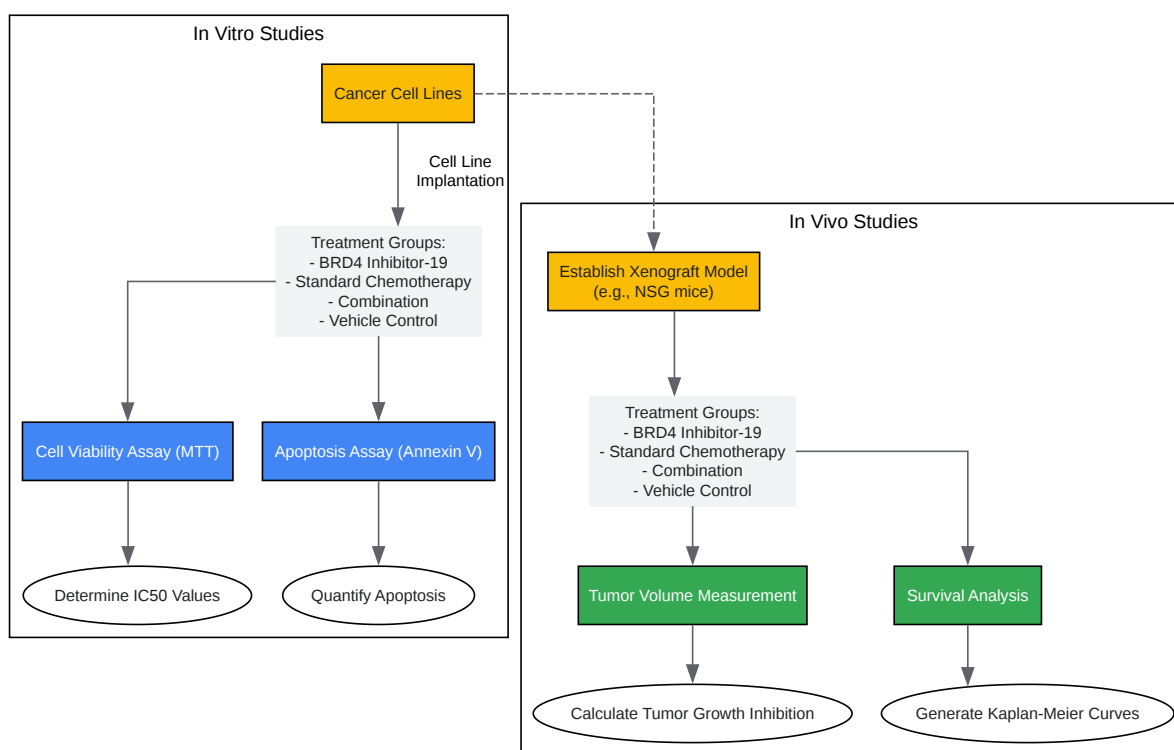 In Vitro Studies
Cancer Cell Lines
Cell Line
Implantation
Treatment Groups:
- BRD4 Inhibitor-19
- Standard Chemotherapy
- Combination
- Vehicle Control
Cell Viability Assay (MTT)
Apoptosis Assay (Annexin V)
Determine IC50 Values
Quantify Apoptosis
In Vivo Studies
Establish Xenograft Model
(e.g., NSG mice)
Treatment Groups:
- BRD4 Inhibitor-19
- Standard Chemotherapy
- Combination
- Vehicle Control
Tumor Volume Measurement
Survival Analysis
Calculate Tumor Growth Inhibition
Generate Kaplan-Meier Curves